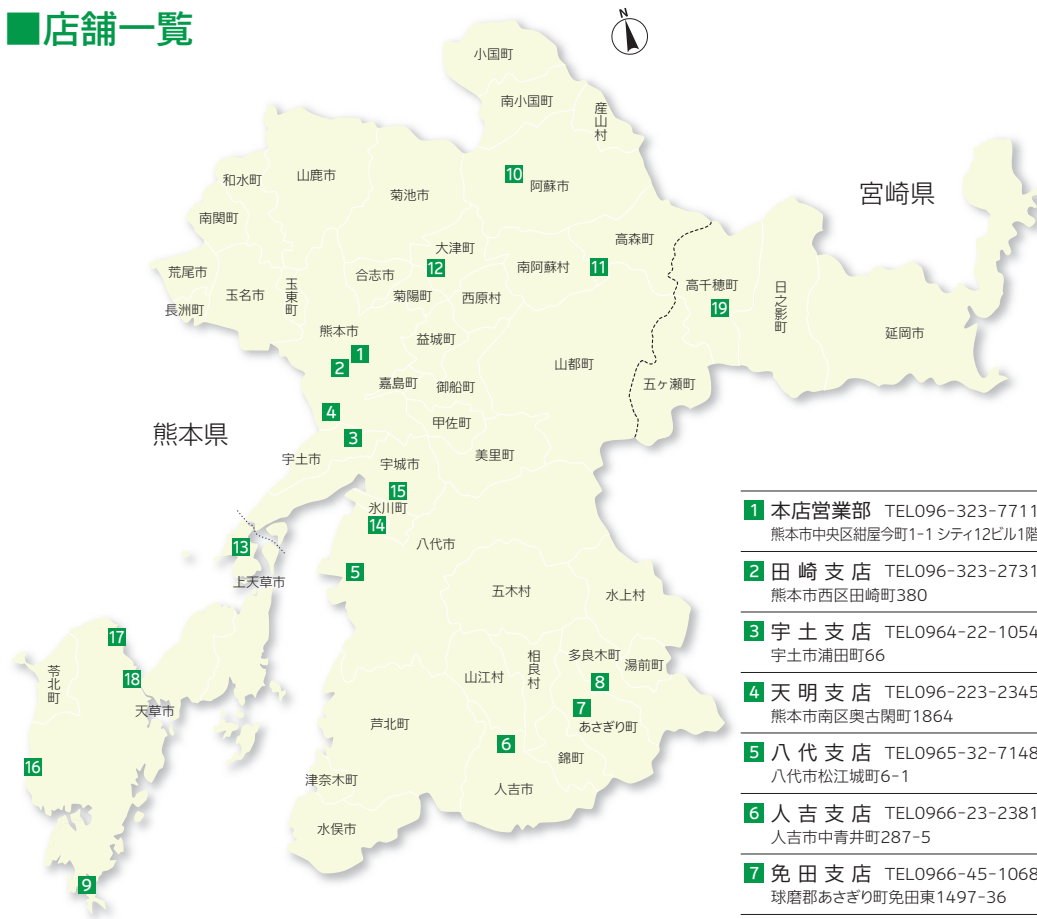 ■店舗一覧
N
小国町
南小国町
産山村
和水町
山鹿市
菊池市
10
阿蘇市
宮崎県
南関町
大津町
高森町
荒尾市
合志市
12
南阿蘇村
11
長洲町
玉名市
玉東町
菊陽町
西原村
高千穂町
19
日之影町
延岡市
熊本市
1
2
益城町
山都町
嘉島町
御船町
五ヶ瀬町
4
甲佐町
熊本県
3
宇土市
宇城市
美里町
15
氷川町
14
八代市
13
上天草市
5
五木村
水上村
17
苓北町
18
天草市
山江村
相良村
多良木町
湯前町
8
7
あさぎり町
芦北町
6
錦町
16
津奈木町
人吉市
水俣市
9
1 本店営業部 TEL096-323-7711
熊本市中央区紺屋今町1-1 シティ12ビル1階
2 田崎支店 TEL096-323-2731
熊本市西区田崎町380
3 宇土支店 TEL0964-22-1054
宇土市浦田町66
4 天明支店 TEL096-223-2345
熊本市南区奥古閑町1864
5 八代支店 TEL0965-32-7148
八代市松江城町6-1
6 人吉支店 TEL0966-23-2381
人吉市中青井町287-5
7 免田支店 TEL0966-45-1068
球磨郡あさぎり町免田東1497-36